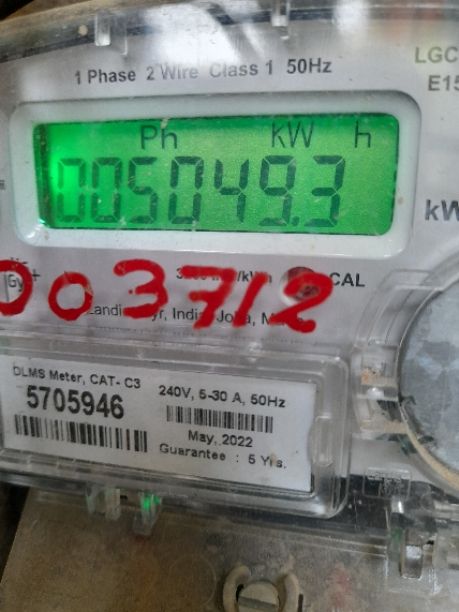 LGC
1 Phase 2 Wire Class 1 50Hz
E15
Ph kW h
005049.3
kW
CAL
003712
DLMS Meter, CAT- C3
5705946
240V, 5-30 A, 50Hz
May, 2022
Guarantee : 5 Yrs.